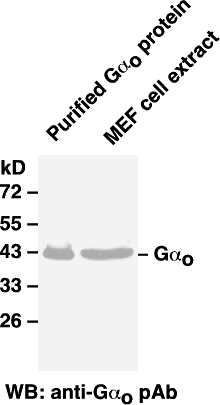 Purified Gαo protein
MEF cell extract
kD
72
55
43
Gαo
33
26
WB: anti-Gαo pAb